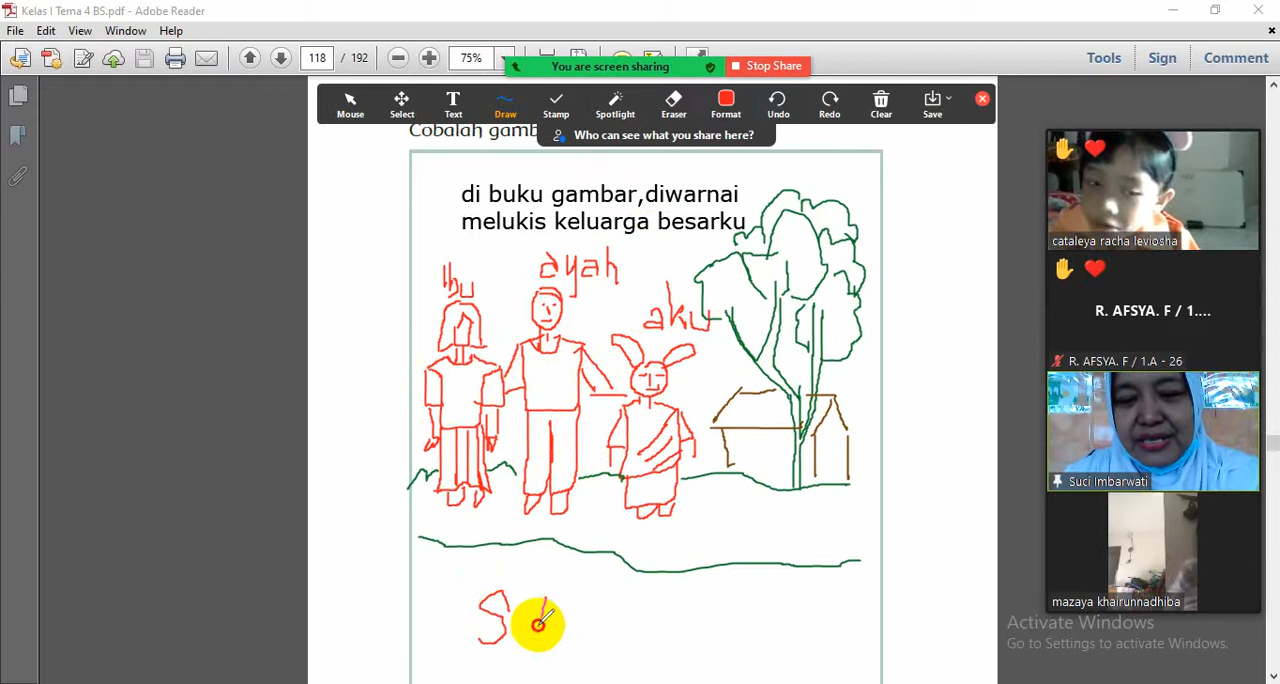 Kelas I Tema 4 BS.pdf - Adobe Reader
File Edit View Window Help
118 / 192 75% Tools Sign Comment
You are screen sharing Stop Share
Mouse Select Text Draw Stamp Spotlight Eraser Format Undo Redo Clear Save
Who can see what you share here?
Cobalah
di buku gambar,diwarnai
melukis keluarga besarku
Ibu
ayah
aku
S
cataleya racha leviosha
R. AFSYA. F / 1....
R. AFSYA. F / 1.A - 26
Suci Imbarwati
mazaya khairunnadhiba
Activate Windows
Go to Settings to activate Windows.